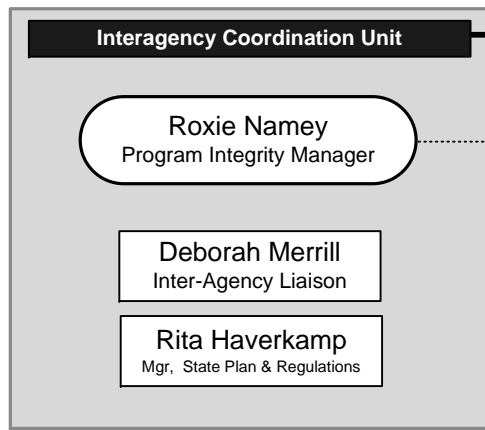 Interagency Coordination Unit
Roxie Namey
Program Integrity Manager
Deborah Merrill
Inter-Agency Liaison
Rita Haverkamp
Mgr, State Plan & Regulations